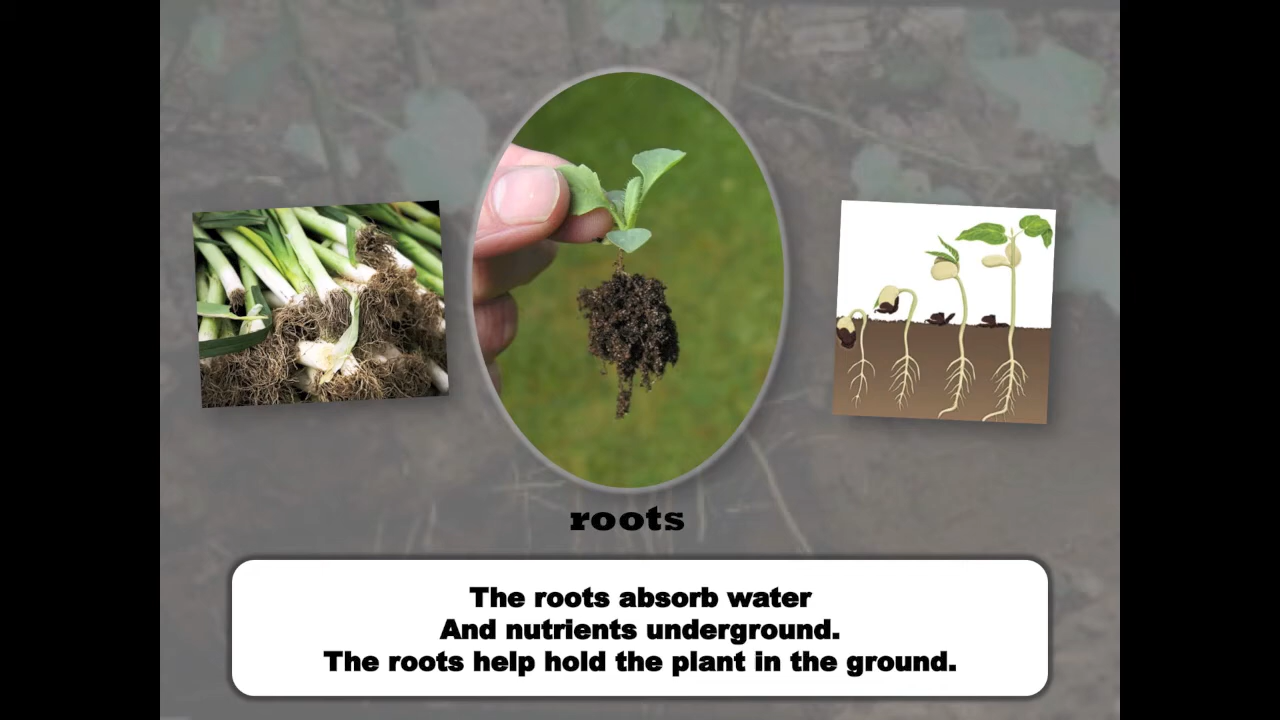 roots
The roots absorb water
And nutrients underground.
The roots help hold the plant in the ground.